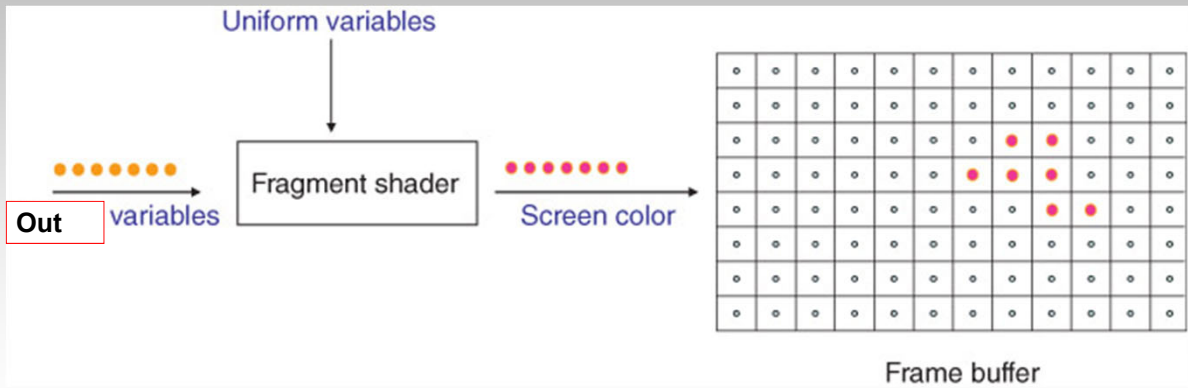 Uniform variables
Fragment shader
Out variables
Screen color
Frame buffer